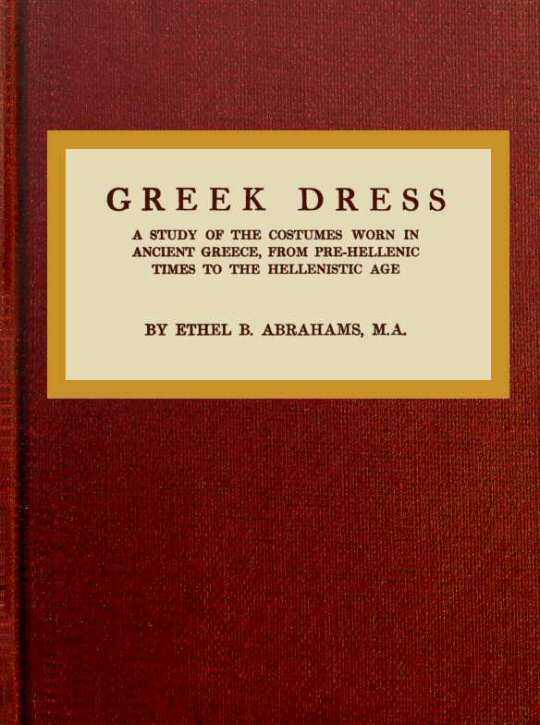 GREEK DRESS
A STUDY OF THE COSTUMES WORN IN
ANCIENT GREECE, FROM PRE-HELLENIC
TIMES TO THE HELLENISTIC AGE
BY ETHEL B. ABRAHAMS, M.A.